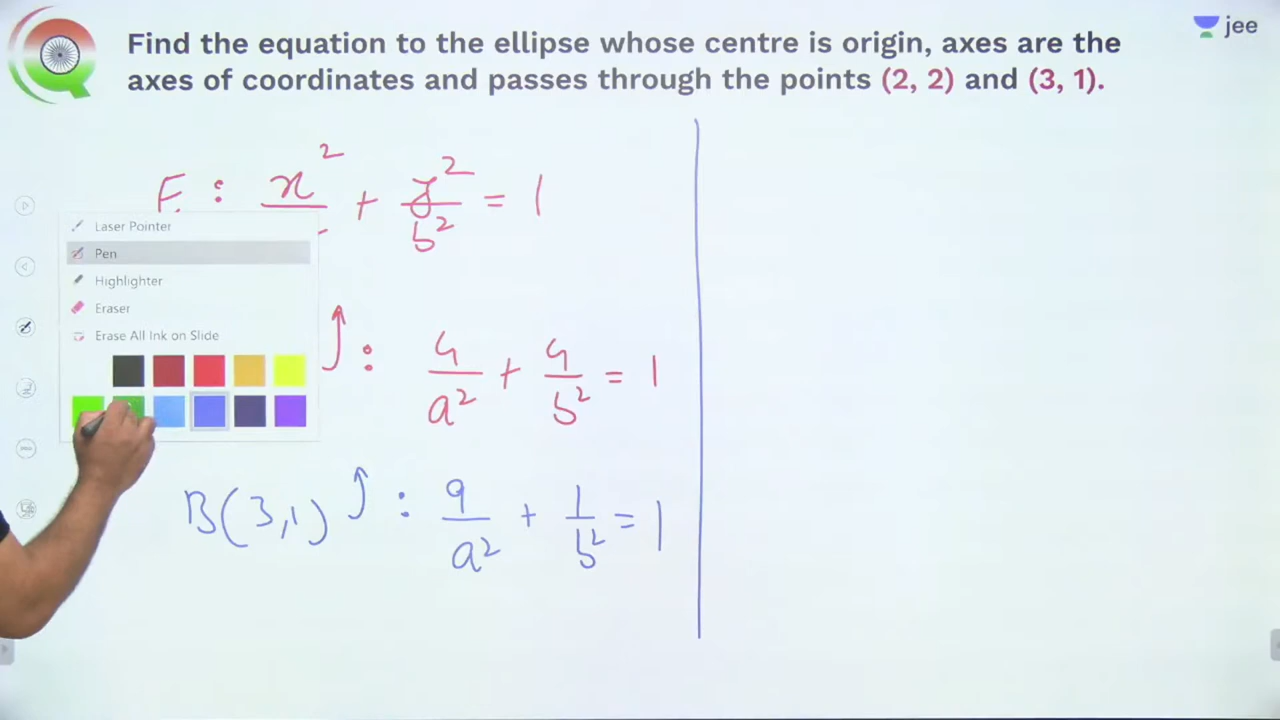 jee
Find the equation to the ellipse whose centre is origin, axes are the
axes of coordinates and passes through the points (2, 2) and (3, 1).
E : x² + y²/b² = 1
Laser Pointer
Pen
Highlighter
Eraser
Erase All Ink on Slide
: 4/a² + 4/b² = 1
B(3,1) : 9/a² + 1/b² = 1